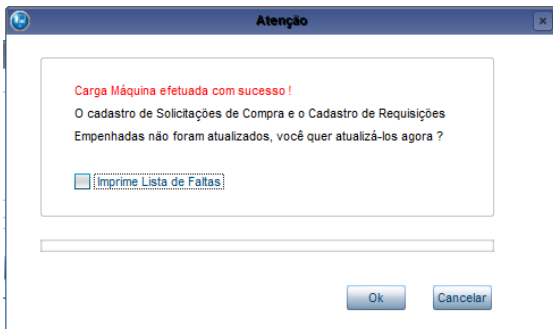 Atenção
Carga Máquina efetuada com sucesso !
O cadastro de Solicitações de Compra e o Cadastro de Requisições
Empenhadas não foram atualizados, você quer atualizá-los agora ?
Imprime Lista de Faltas
Ok Cancelar